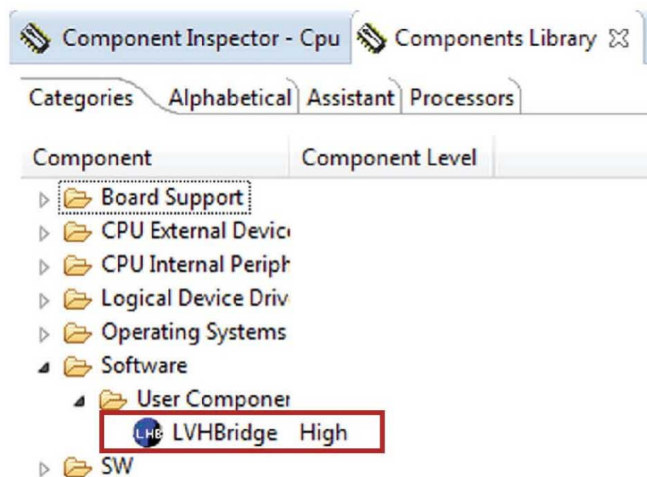 Component Inspector - Cpu Components Library
Categories Alphabetical Assistant Processors
Component Component Level
Board Support
CPU External Device
CPU Internal Periph
Logical Device Driv
Operating Systems
Software
User Componer
LHB LVHBridge High
SW